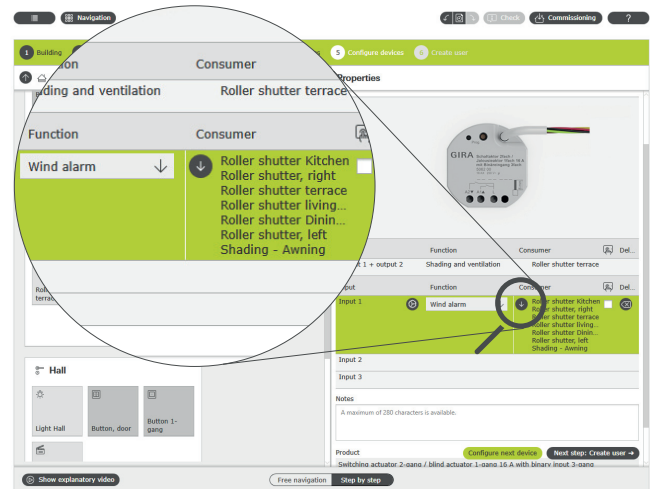 Navigation
Check
Commissioning
?
1 Building
5 Configure devices
6 Create user
Properties
Consumer
ding and ventilation
Roller shutter terrace
Function
Consumer
Wind alarm
Roller shutter Kitchen
Roller shutter, right
Roller shutter terrace
Roller shutter living...
Roller shutter Dinin...
Roller shutter, left
Shading - Awning
GIRA
Function
Consumer
Del...
1 + output 2
Shading and ventilation
Roller shutter terrace
Function
Del...
Input 1
Wind alarm
Roller shutter Kitchen
Roller shutter, right
Roller shutter terrace
Roller shutter living...
Roller shutter Dinin...
Roller shutter, left
Shading - Awning
Input 2
Input 3
Hall
Light Hall
Button, door
Button 1-
gang
Notes
A maximum of 280 characters is available.
Product
Configure next device
Next step: Create user
Switching actuator 2-gang / blind actuator 1-gang 16 A with binary input 3-gang
Show explanatory video
Free navigation
Step by step